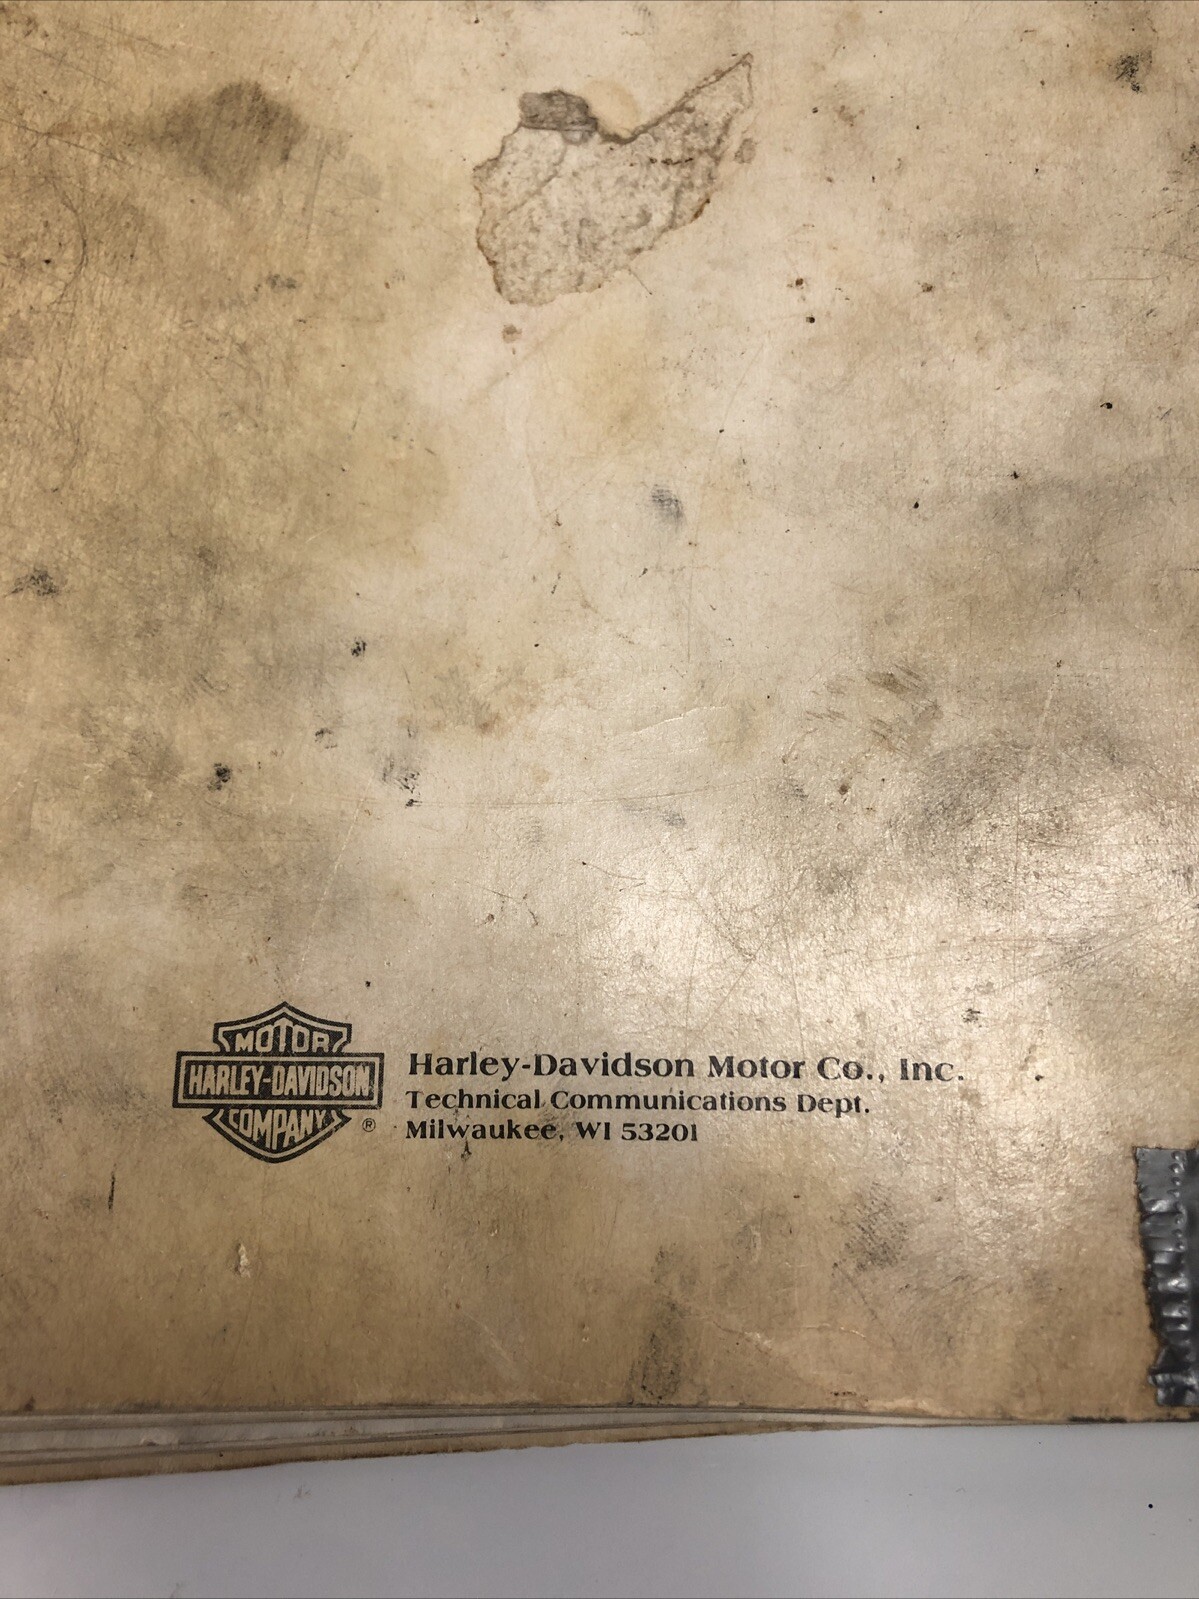 MOTOR
HARLEY-DAVIDSON
COMPANY
®
Harley-Davidson Motor Co., Inc.
Technical Communications Dept.
Milwaukee, WI 53201